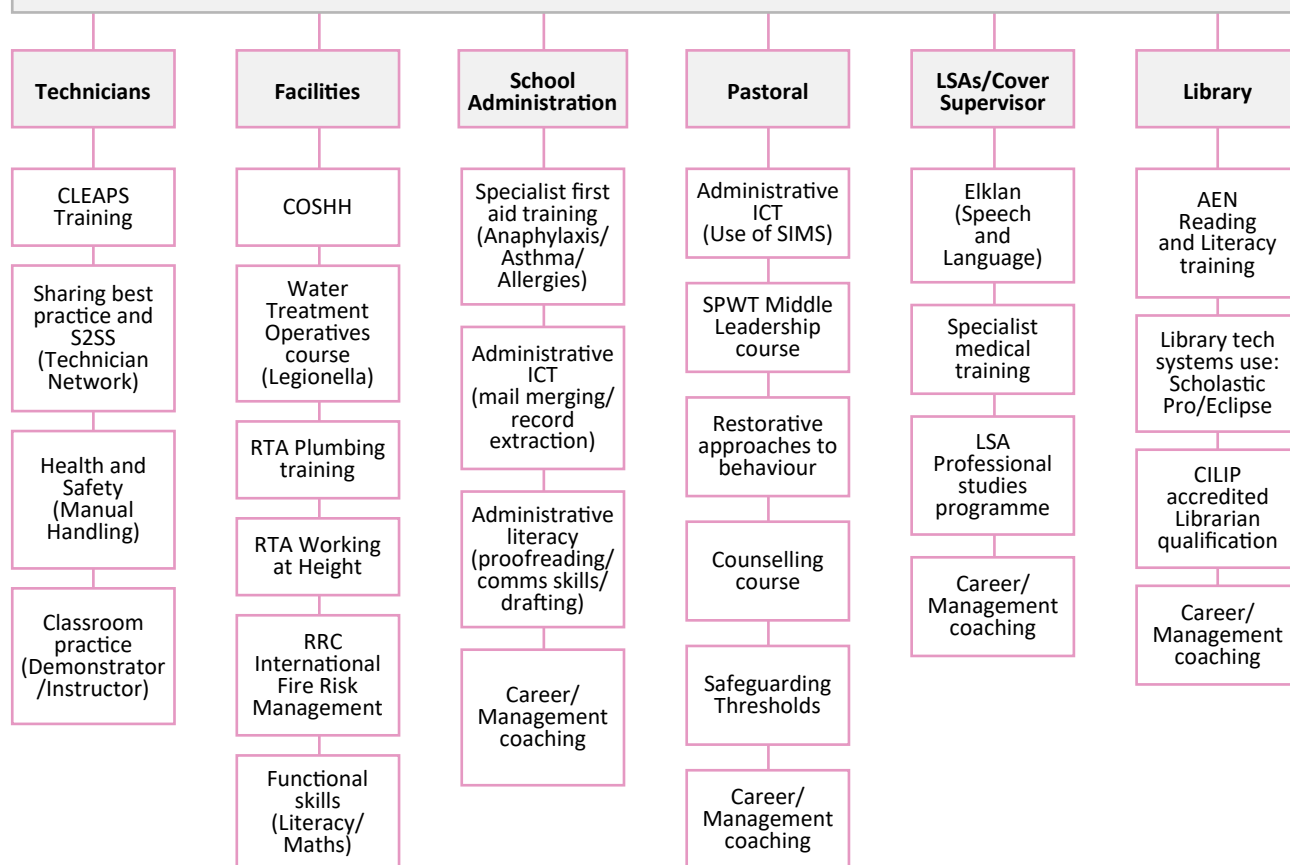 Technicians
CLEAPS
Training
Sharing best
practice and
S2SS
(Technician
Network)
Health and
Safety
(Manual
Handling)
Classroom
practice
(Demonstrator
/Instructor)
Facilities
COSHH
Water
Treatment
Operatives
course
(Legionella)
RTA Plumbing
training
RTA Working
at Height
RRC
International
Fire Risk
Management
Functional
skills
(Literacy/
Maths)
School
Administration
Specialist first
aid training
(Anaphylaxis/
Asthma/
Allergies)
Administrative
ICT
(mail merging/
record
extraction)
Administrative
literacy
(proofreading/
comms skills/
drafting)
Career/
Management
coaching
Pastoral
Administrative
ICT
(Use of SIMS)
SPWT Middle
Leadership
course
Restorative
approaches to
behaviour
Counselling
course
Safeguarding
Thresholds
Career/
Management
coaching
LSAs/Cover
Supervisor
Elklan
(Speech
and
Language)
Specialist
medical
training
LSA
Professional
studies
programme
Career/
Management
coaching
Library
AEN
Reading
and Literacy
training
Library tech
systems use:
Scholastic
Pro/Eclipse
CILIP
accredited
Librarian
qualification
Career/
Management
coaching